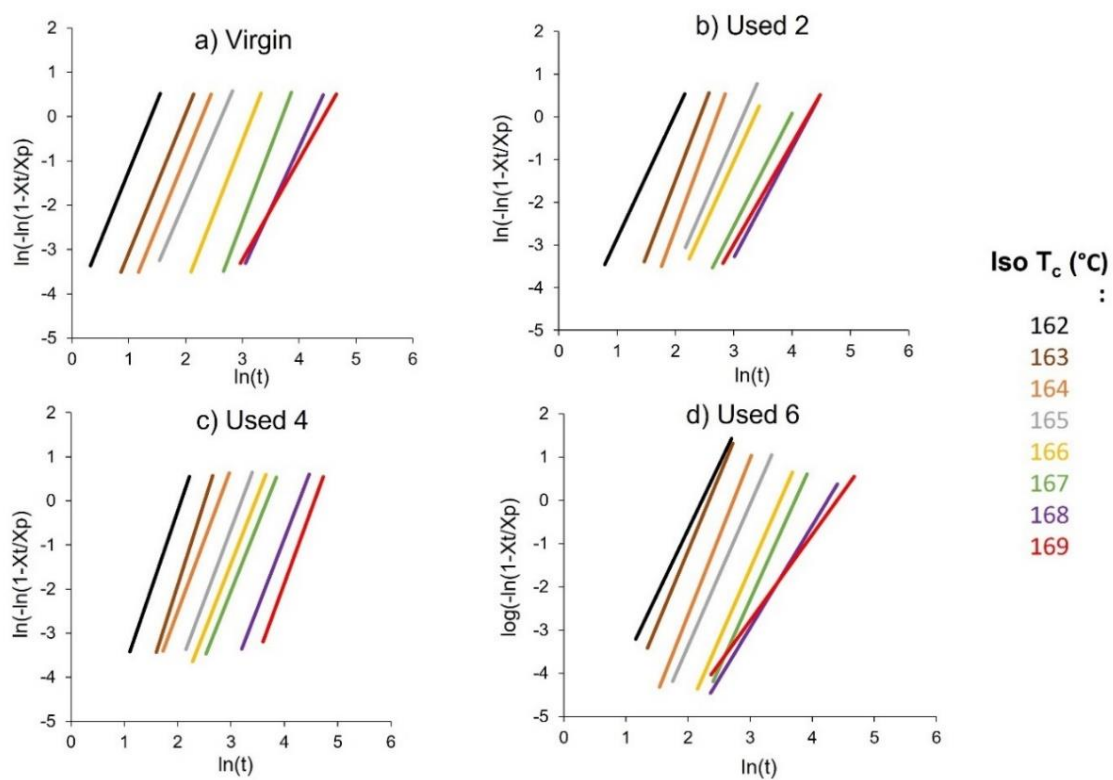 a) Virgin
2
1
0
-1
-2
-3
-4
-5
ln(-ln(1-Xt/Xp)
0 1 2 3 4 5 6
ln(t)
b) Used 2
2
1
0
-1
-2
-3
-4
-5
ln(-ln(1-Xt/Xp)
0 1 2 3 4 5 6
ln(t)
c) Used 4
2
1
0
-1
-2
-3
-4
-5
ln(-ln(1-Xt/Xp)
0 1 2 3 4 5 6
ln(t)
d) Used 6
2
1
0
-1
-2
-3
-4
-5
log(-ln(1-Xt/Xp)
0 1 2 3 4 5 6
ln(t)
Iso Tc (°C)
:
162
163
164
165
166
167
168
169